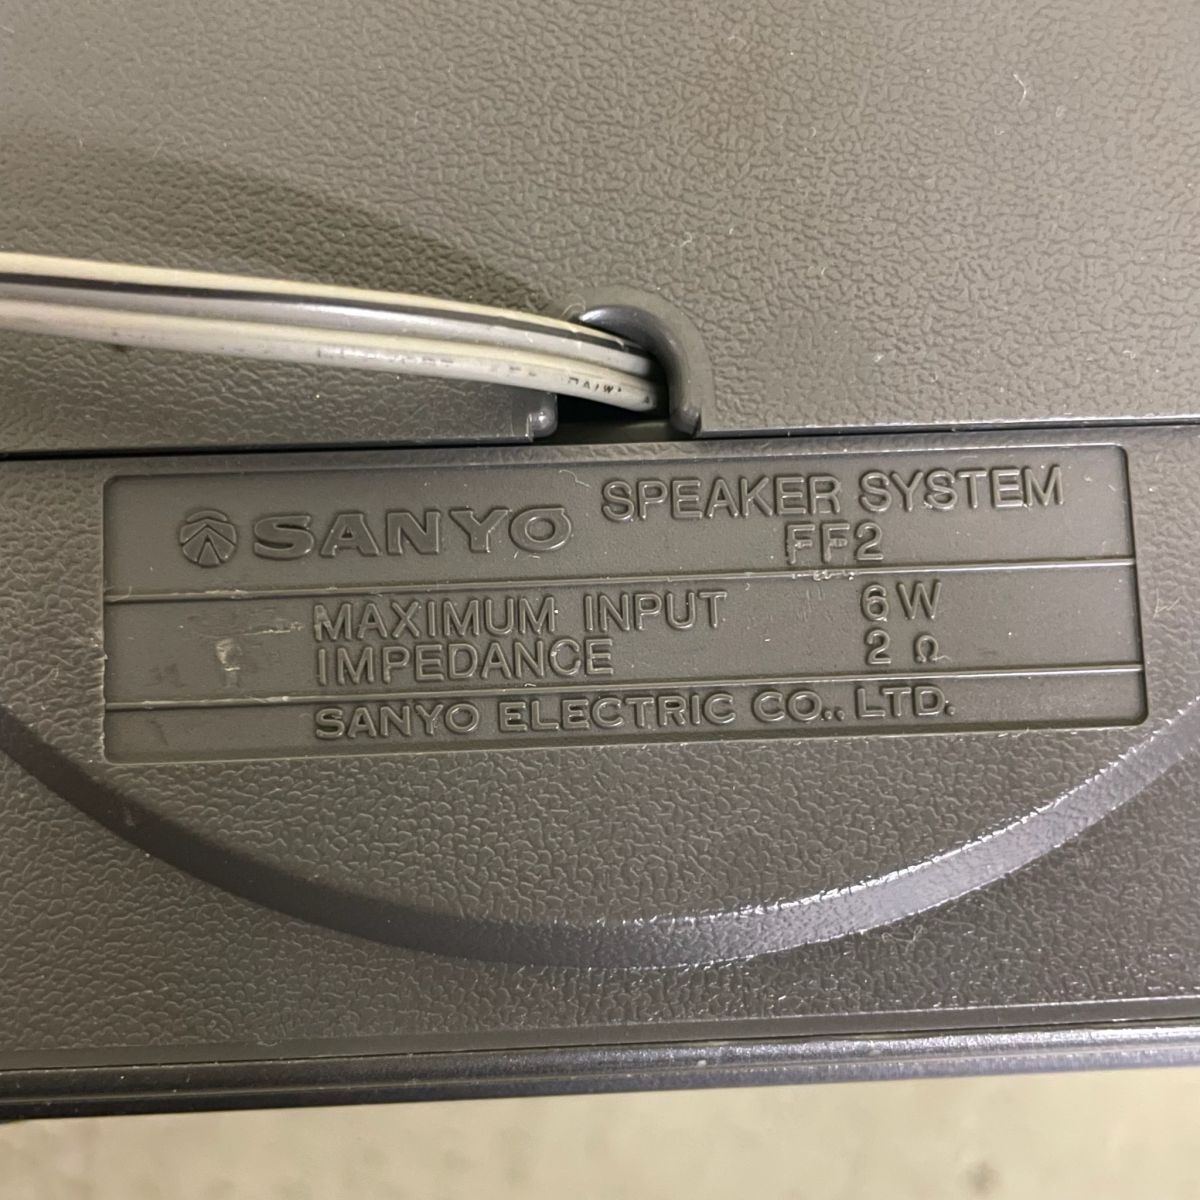 SANYO SPEAKER SYSTEM
FF2
MAXIMUM INPUT 6W
IMPEDANCE 2 Ω
SANYO ELECTRIC CO., LTD.